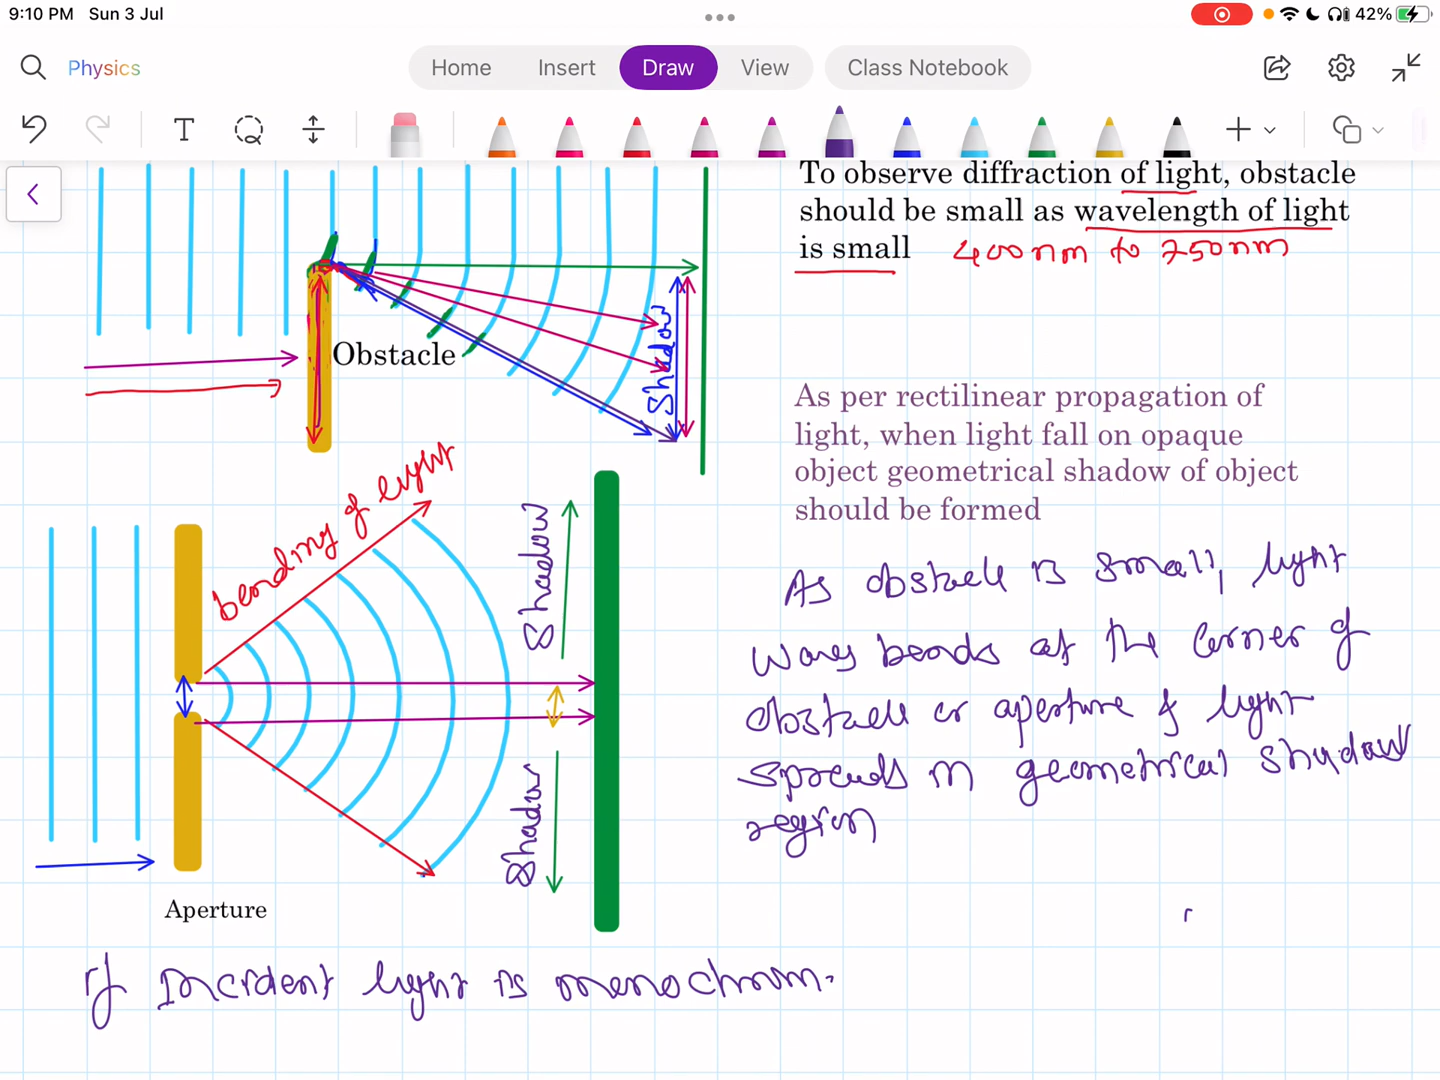 9:10 PM Sun 3 Jul
42%
Physics
Home Insert Draw View Class Notebook
T
To observe diffraction of light, obstacle
should be small as wavelength of light
is small 400nm to 750nm
Obstacle
Shadow
As per rectilinear propagation of
light, when light fall on opaque
object geometrical shadow of object
should be formed
bending of light
Shadow
Shadow
Aperture
As obstacle is small, light
waves bends at the corner of
obstacle or aperture & light
spreads in geometrical shadow
region
If Incident light is monochrom.